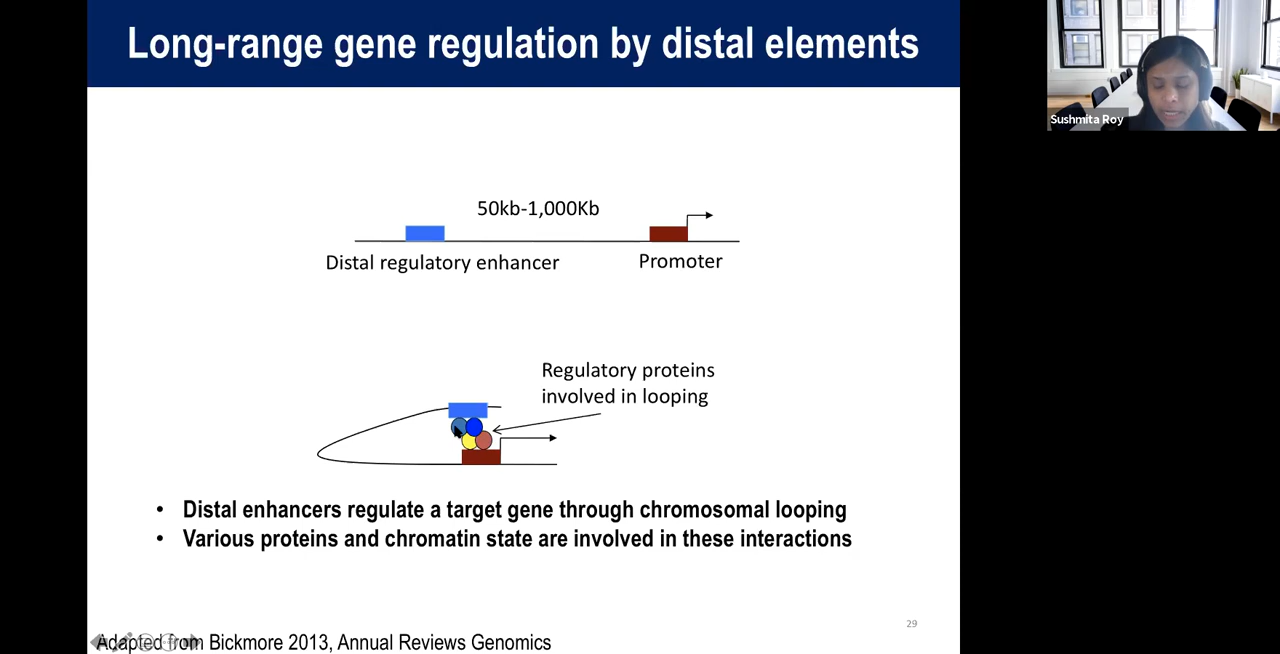 Long-range gene regulation by distal elements
Sushmita Roy
50kb-1,000Kb
Distal regulatory enhancer
Promoter
Regulatory proteins
involved in looping
• Distal enhancers regulate a target gene through chromosomal looping
• Various proteins and chromatin state are involved in these interactions
29
Adapted from Bickmore 2013, Annual Reviews Genomics